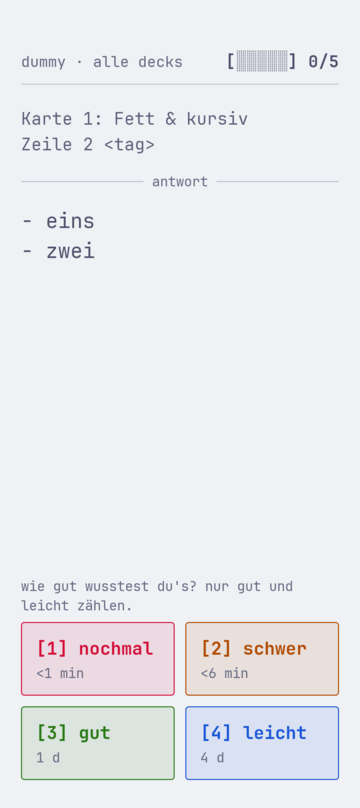 dummy · alle decks [░░░░░] 0/5
Karte 1: Fett & kursiv
Zeile 2 <tag>
antwort
- eins
- zwei
wie gut wusstest du's? nur gut und
leicht zählen.
[1] nochmal
<1 min
[2] schwer
<6 min
[3] gut
1 d
[4] leicht
4 d